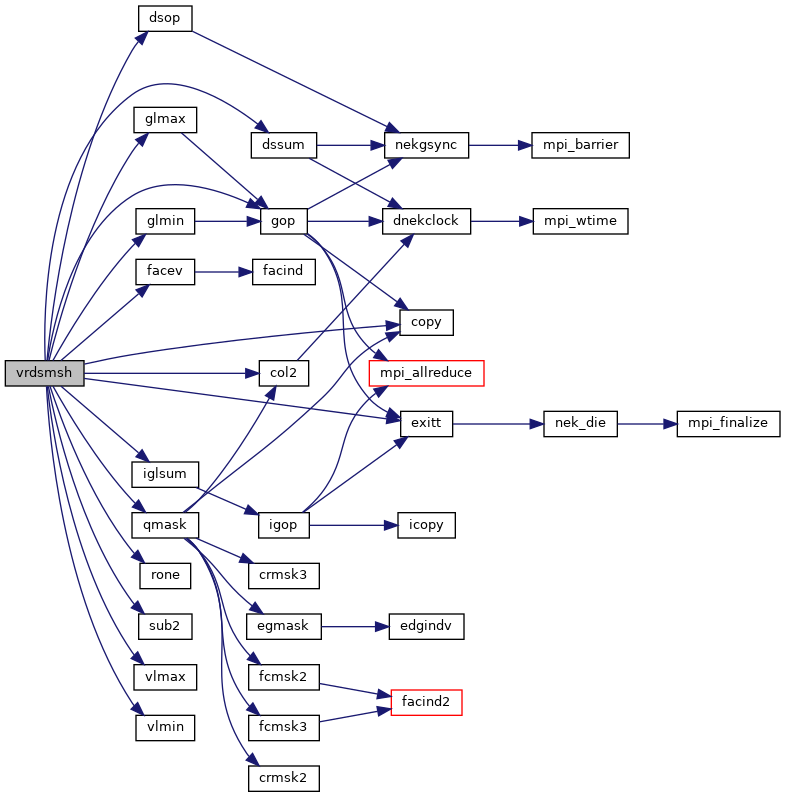 dsop
glmax
dssum
nekgsync
mpi_barrier
glmin
gop
dnekclock
mpi_wtime
facev
facind
copy
vrdsmsh
col2
mpi_allreduce
exitt
nek_die
mpi_finalize
iglsum
qmask
igop
icopy
rone
crmsk3
sub2
egmask
edgindv
vlmax
fcmsk2
facind2
vlmin
fcmsk3
crmsk2